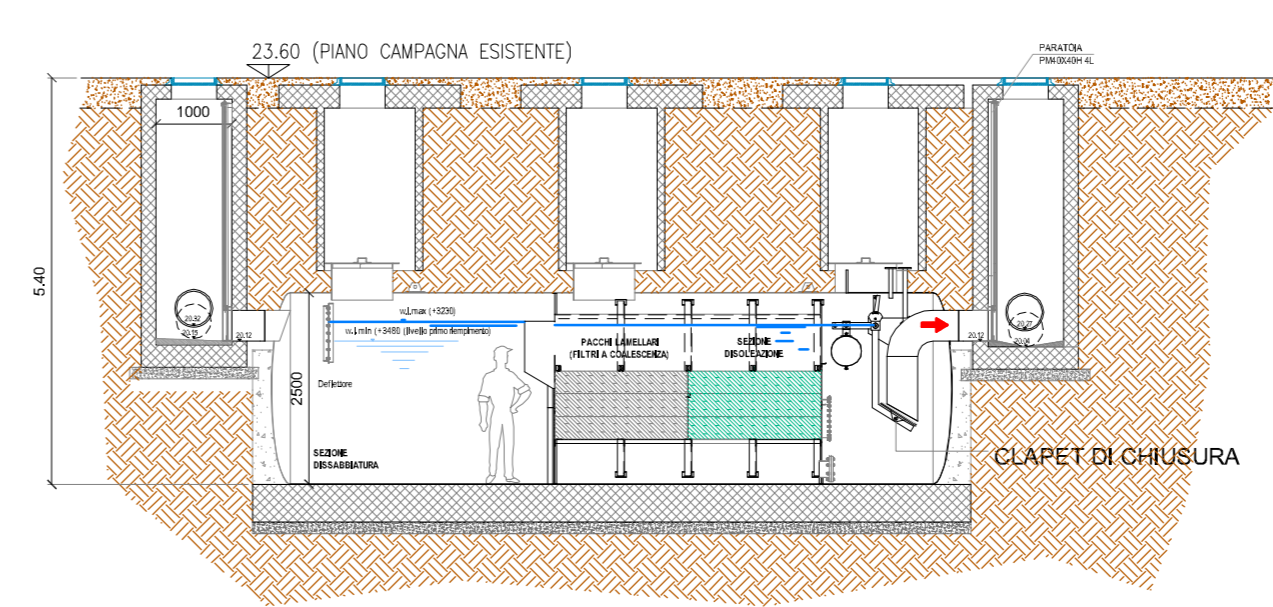 23.60 (PIANO CAMPAGNA ESISTENTE)
PARATOIA
PM40X40H 4L
1000
5.40
20.32
20.15
20.12
w.l.max (+3230)
w.l.min (+3480 (livello primo riempimento)
PACCHI LAMELLARI
(FILTRI A COALESCENZA)
SEZIONE
DISOLEAZIONE
20.12
20.27
20.04
Deflettore
2500
SEZIONE
DISSABBIATURA
CLAPET DI CHIUSURA